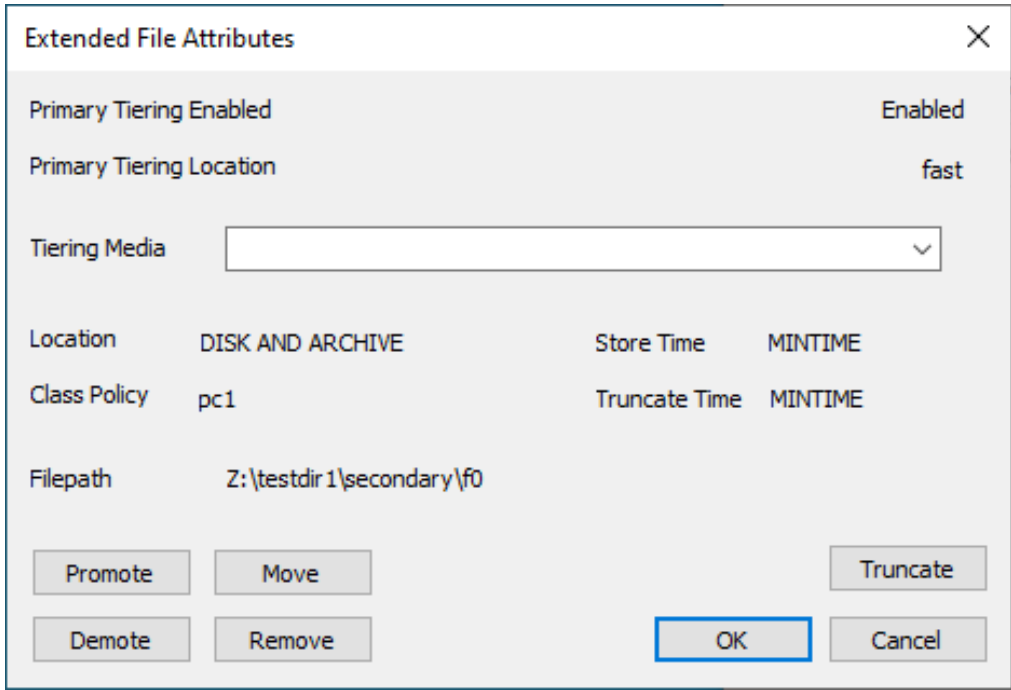 Extended File Attributes
Primary Tiering Enabled Enabled
Primary Tiering Location fast
Tiering Media
Location DISK AND ARCHIVE Store Time MINTIME
Class Policy pc1 Truncate Time MINTIME
Filepath Z:\testdir1\secondary\f0
Promote Move Truncate
Demote Remove OK Cancel